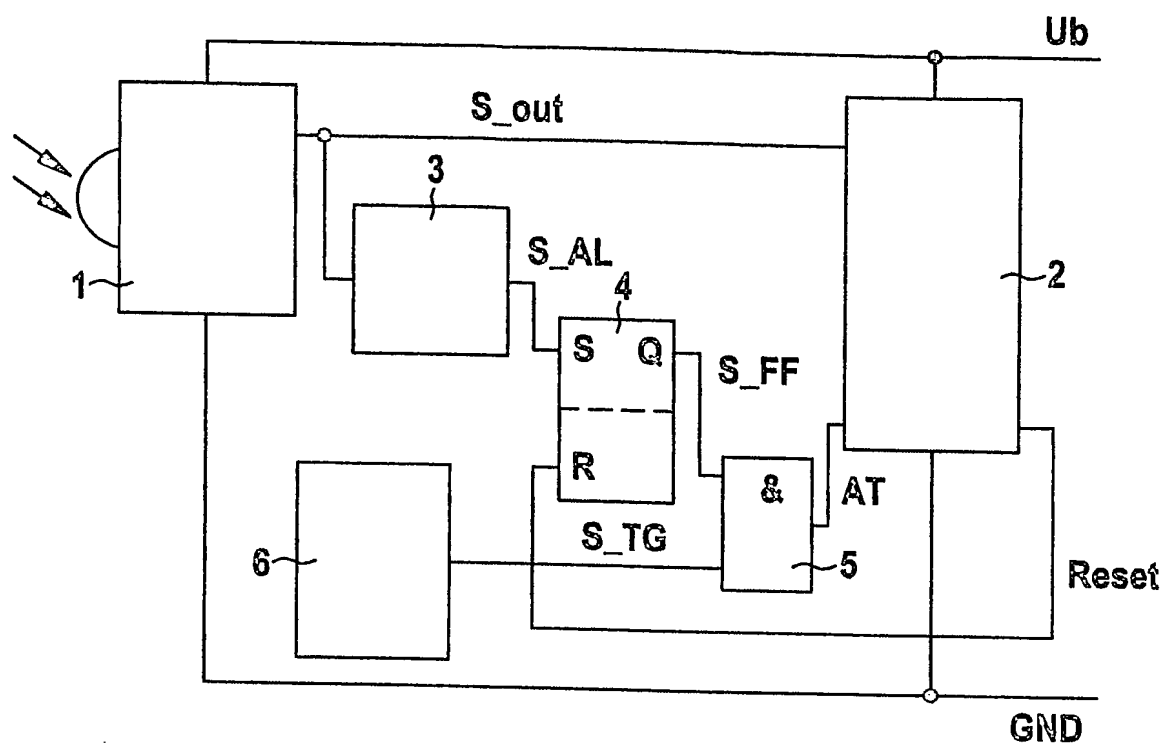 Ub
S_out
3
S_AL
1
4
2
S Q
S_FF
R
& AT
S_TG
6
5
Reset
GND